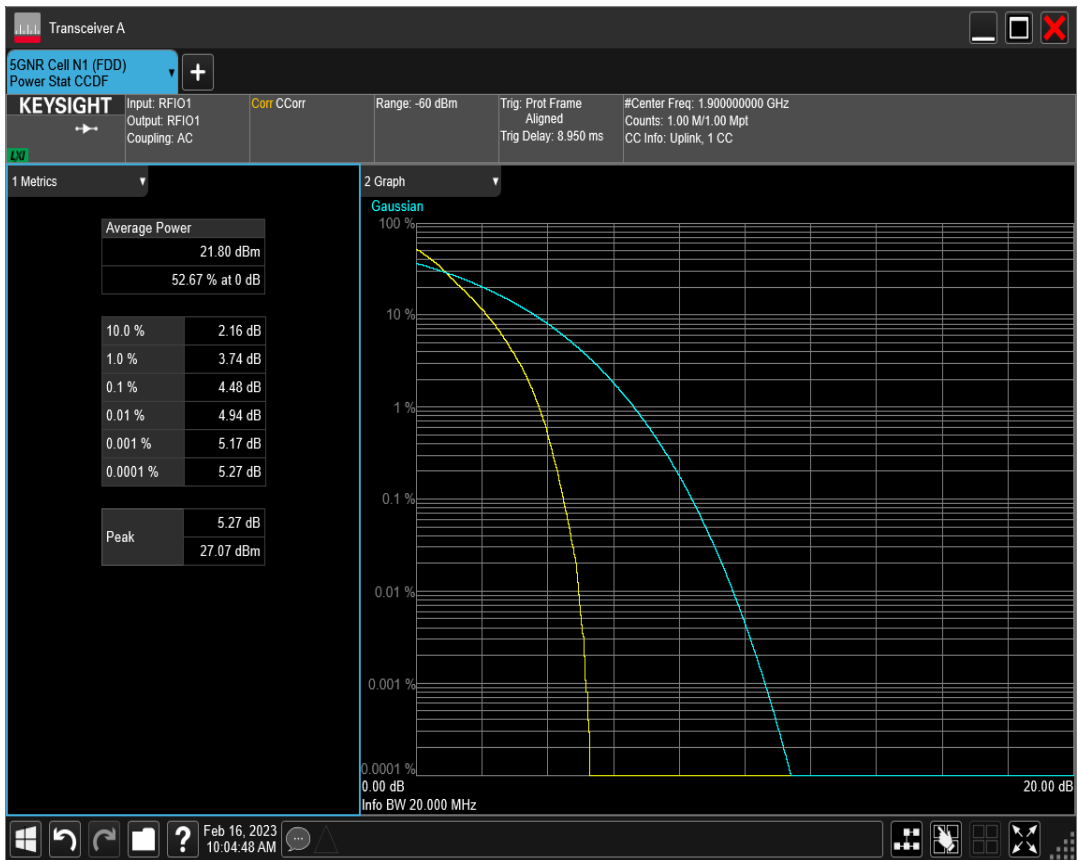 Transceiver A
5GNR Cell N1 (FDD)
Power Stat CCDF
+
KEYSIGHT
LXI
Input: RFIO1
Output: RFIO1
Coupling: AC
Corr CCorr
Range: -60 dBm
Trig: Prot Frame
Aligned
Trig Delay: 8.950 ms
#Center Freq: 1.900000000 GHz
Counts: 1.00 M/1.00 Mpt
CC Info: Uplink, 1 CC
1 Metrics
Average Power
21.80 dBm
52.67 % at 0 dB
10.0 % 2.16 dB
1.0 % 3.74 dB
0.1 % 4.48 dB
0.01 % 4.94 dB
0.001 % 5.17 dB
0.0001 % 5.27 dB
Peak
5.27 dB
27.07 dBm
2 Graph
Gaussian
100 %
10 %
1 %
0.1 %
0.01 %
0.001 %
0.0001 %
0.00 dB 20.00 dB
Info BW 20.000 MHz
?
Feb 16, 2023
10:04:48 AM